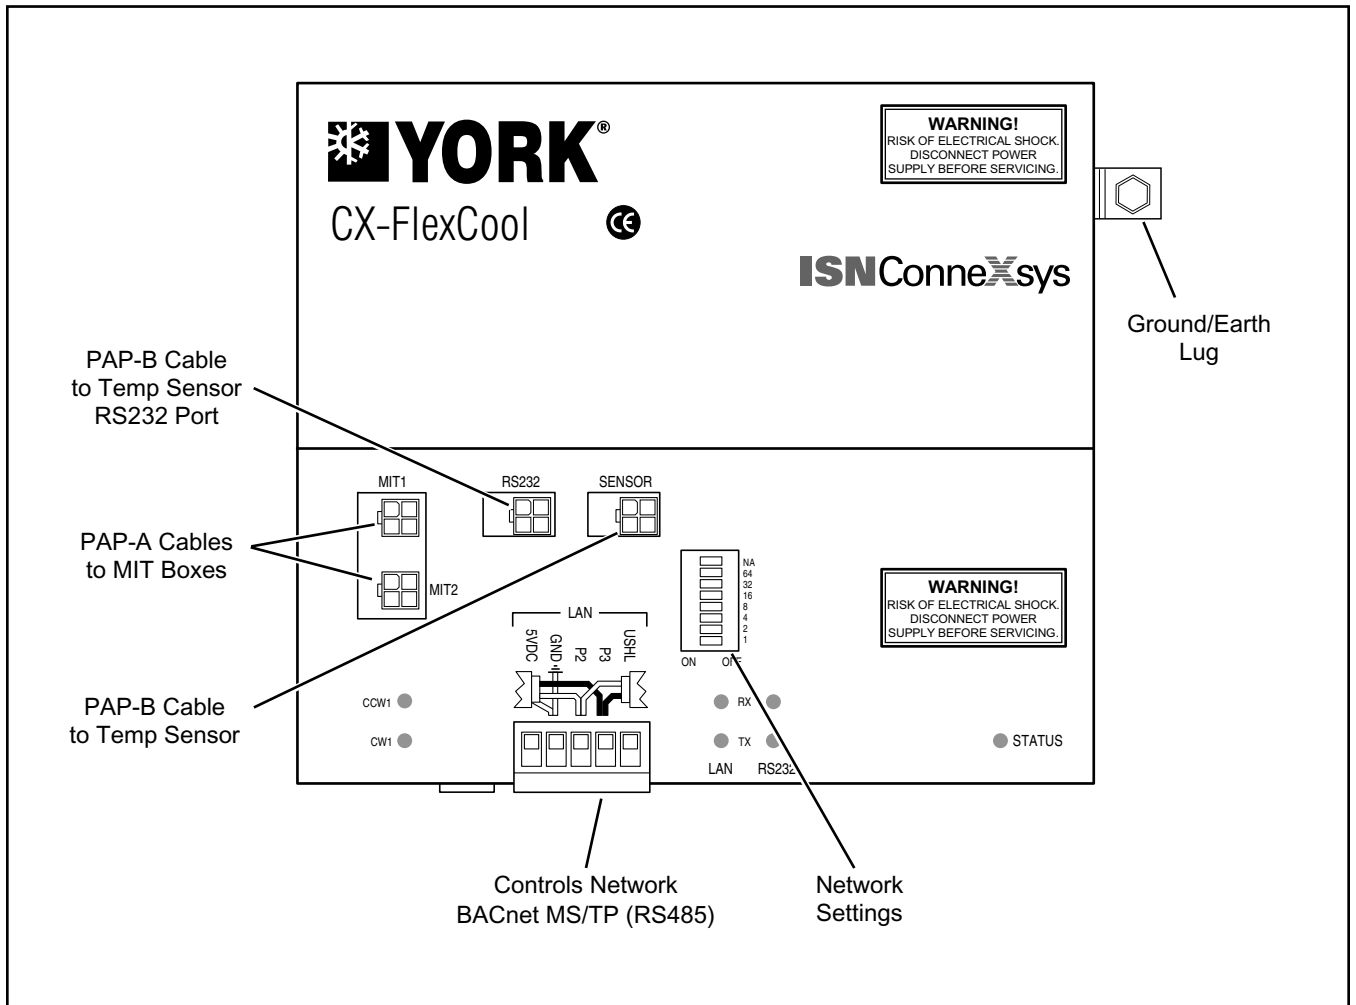 YORK®
CX-FlexCool
CE
WARNING!
RISK OF ELECTRICAL SHOCK.
DISCONNECT POWER
SUPPLY BEFORE SERVICING.
ISNConneXsys
Ground/Earth
Lug
PAP-B Cable
to Temp Sensor
RS232 Port
PAP-A Cables
to MIT Boxes
PAP-B Cable
to Temp Sensor
MIT1
MIT2
RS232
SENSOR
NA
64
32
16
8
4
2
1
ON OFF
LAN
5VDC
GND
P2
P3
USHL
WARNING!
RISK OF ELECTRICAL SHOCK.
DISCONNECT POWER
SUPPLY BEFORE SERVICING.
CCW1
CW1
RX
TX
LAN RS232
STATUS
Controls Network
BACnet MS/TP (RS485)
Network
Settings